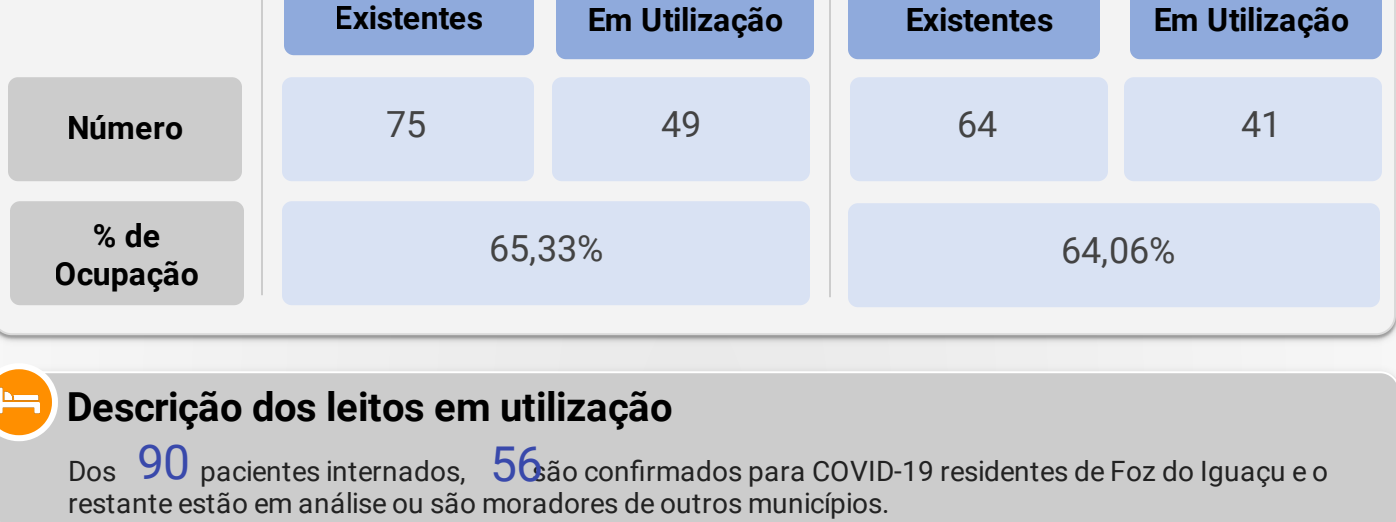 Existentes Em Utilização Existentes Em Utilização
Número 75 49 64 41
% de
Ocupação 65,33% 64,06%
Descrição dos leitos em utilização
Dos 90 pacientes internados, 56 são confirmados para COVID-19 residentes de Foz do Iguaçu e o
restante estão em análise ou são moradores de outros municípios.